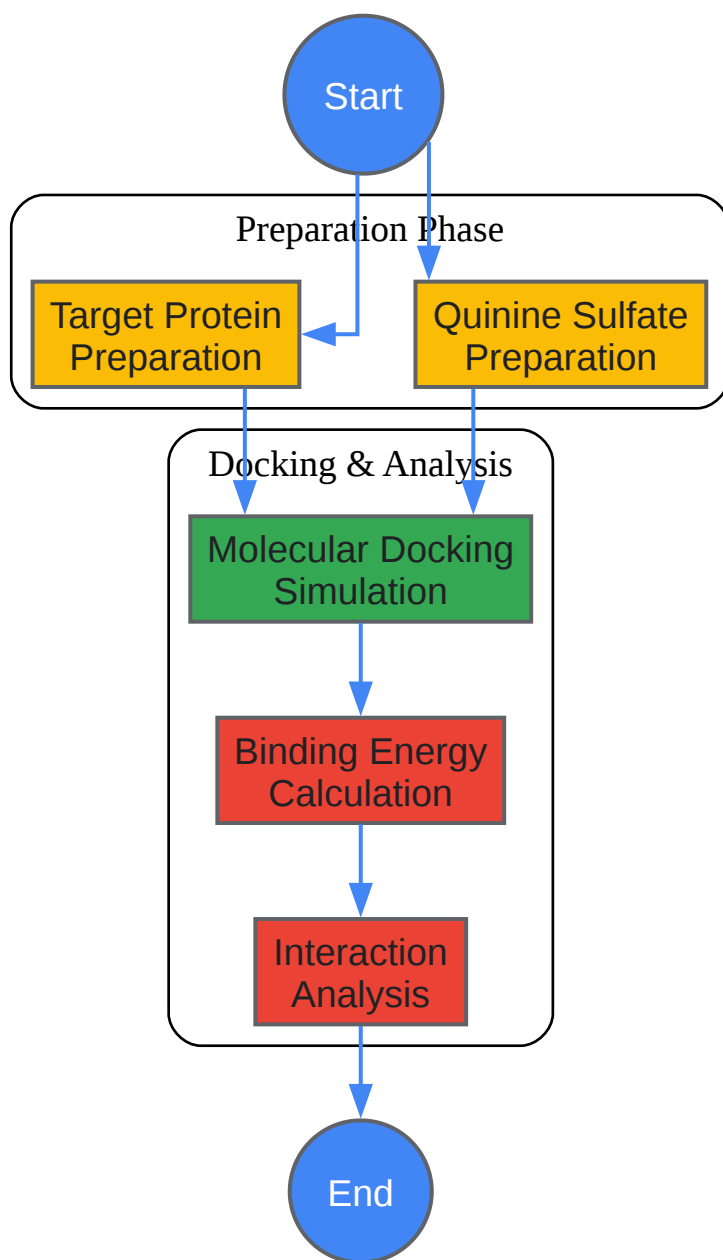 Start
Preparation Phase
Target Protein
Preparation
Quinine Sulfate
Preparation
Docking & Analysis
Molecular Docking
Simulation
Binding Energy
Calculation
Interaction
Analysis
End